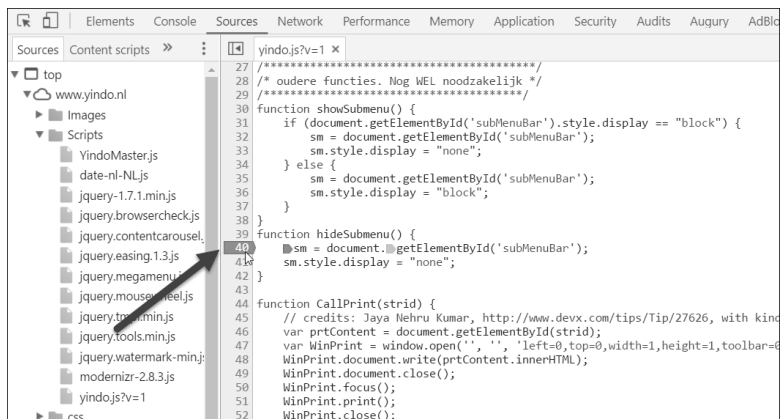 Elements Console Sources Network Performance Memory Application Security Audits Augury AdBlo
Sources Content scripts »
yindo.js?v=1 ×
top
www.yindo.nl
Images
Scripts
YindoMaster.js
date-nl-NL.js
jquery-1.7.1.min.js
jquery.browsercheck.js
jquery.contentcarousel.
jquery.easing.1.3.js
jquery.megamenu.
jquery.mousewheel.js
jquery.tmpl.min.js
jquery.tools.min.js
jquery.watermark-min.js
modernizr-2.8.3.js
yindo.js?v=1
css
27 /*****************************************/
28 /* oudere functies. Nog WEL noodzakelijk */
29 /***************************************/
30 function showSubmenu() {
31 if (document.getElementById('subMenuBar').style.display == "block") {
32 sm = document.getElementById('subMenuBar');
33 sm.style.display = "none";
34 } else {
35 sm = document.getElementById('subMenuBar');
36 sm.style.display = "block";
37 }
38 }
39 function hideSubmenu() {
40 sm = document.getElementById('subMenuBar');
41 sm.style.display = "none";
42 }
43
44 function CallPrint(strid) {
45 // credits: Jaya Nehru Kumar, http://www.devx.com/tips/Tip/27626, with kind
46 var prtContent = document.getElementById(strid);
47 var WinPrint = window.open('', '', 'left=0,top=0,width=1,height=1,toolbar=0
48 WinPrint.document.write(prtContent.innerHTML);
49 WinPrint.document.close();
50 WinPrint.focus();
51 WinPrint.print();
52 WinPrint.close();